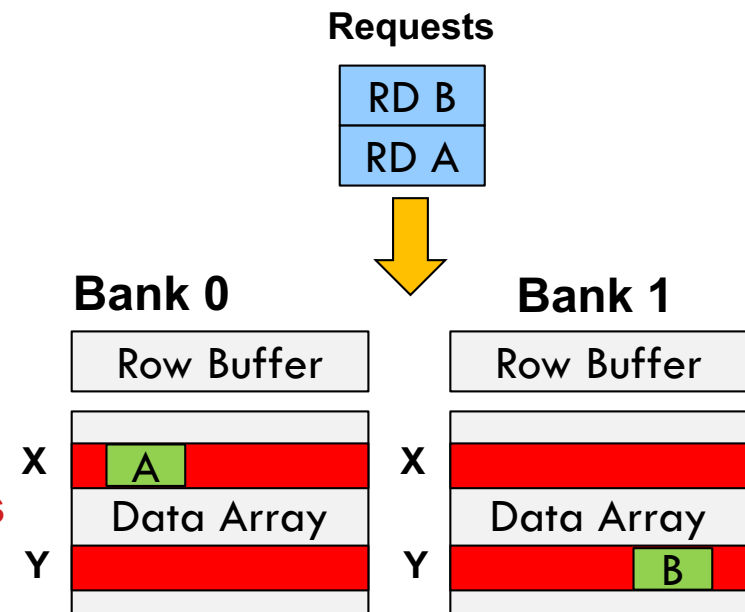 Requests
RD B
RD A
Bank 0
Bank 1
Row Buffer
Row Buffer
X
A
X
s
Data Array
Data Array
Y
Y
B